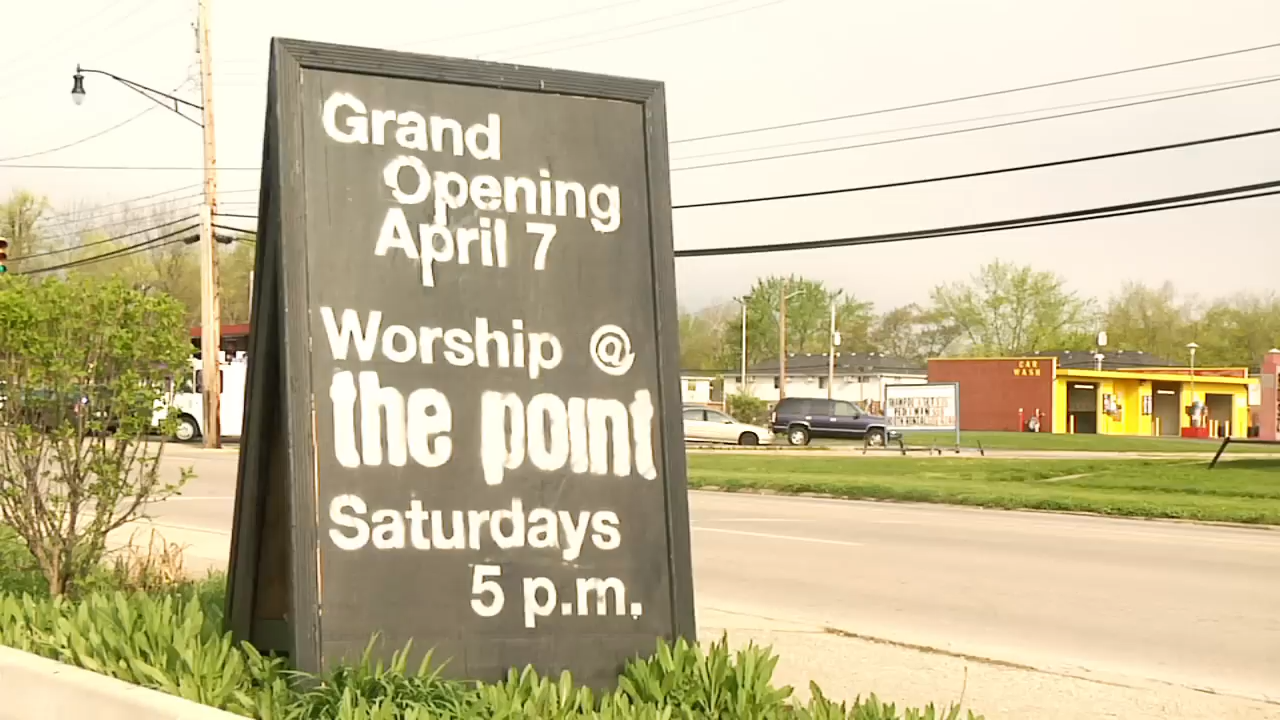 Grand
Opening
April 7
Worship @
the point
Saturdays
5 p.m.
CAR
WASH